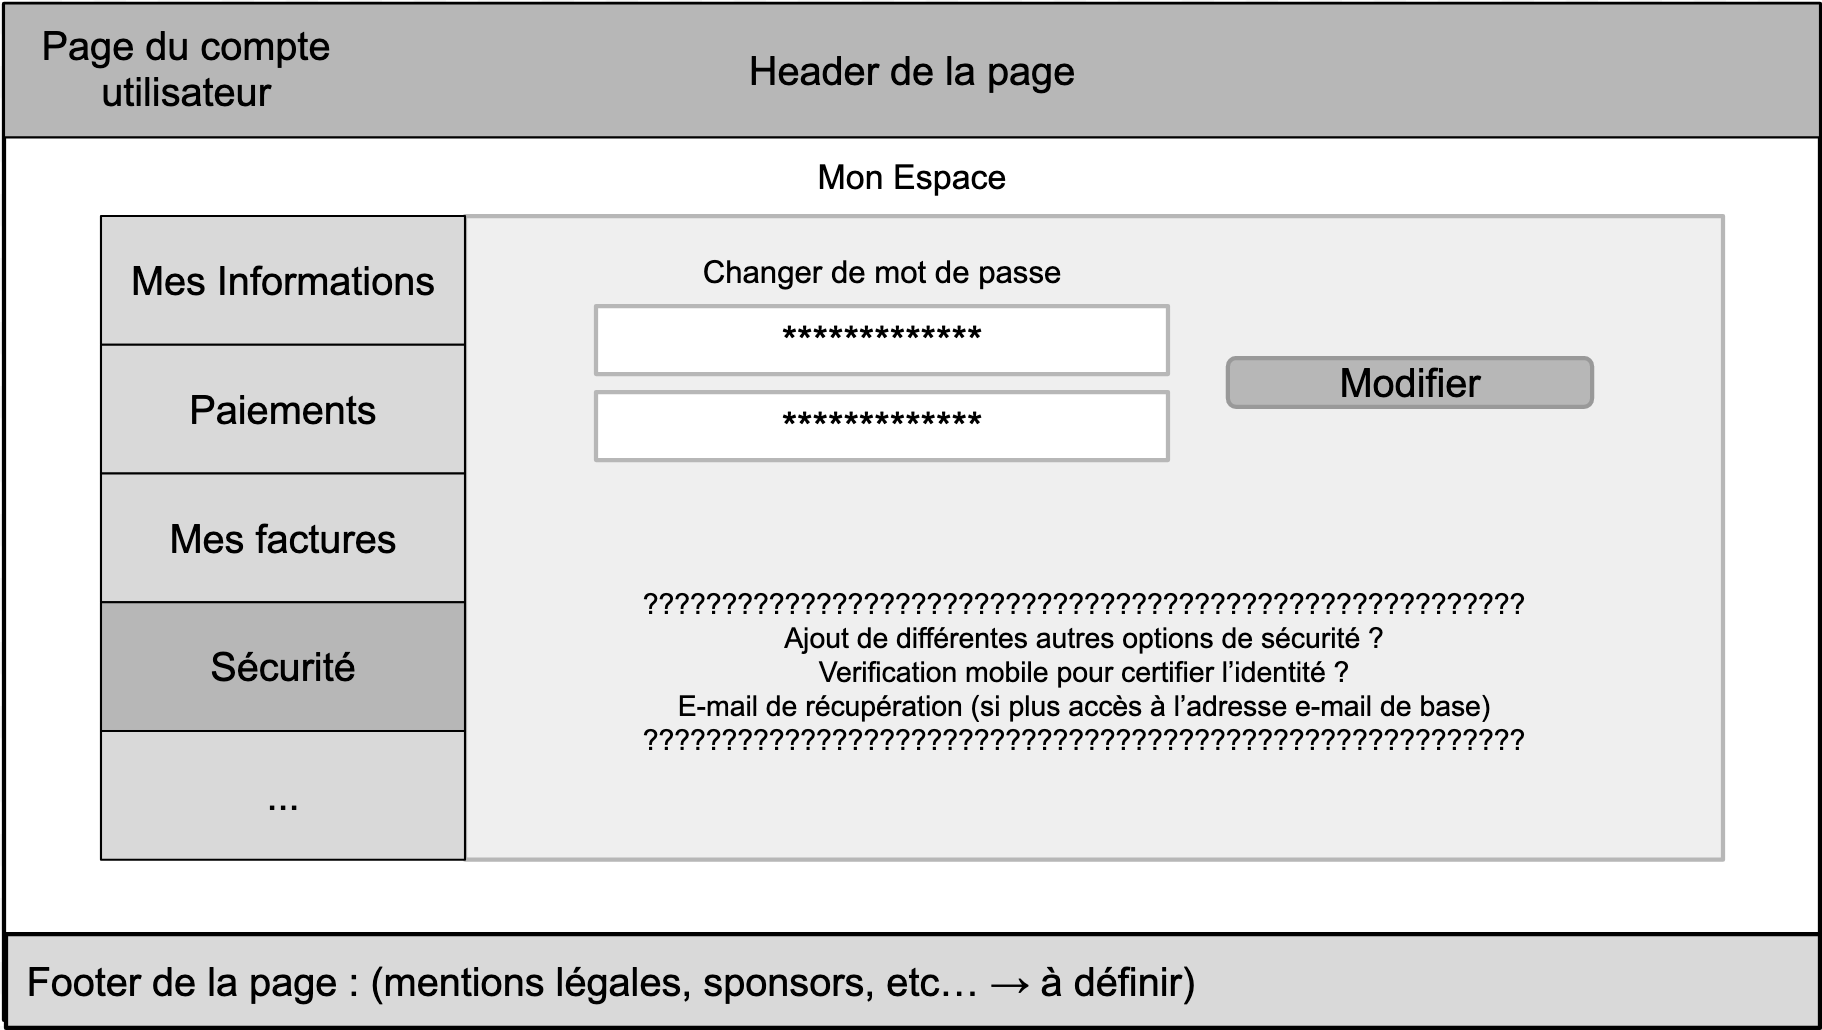 Page du compte
utilisateur
Header de la page
Mon Espace
Mes Informations
Paiements
Mes factures
Sécurité
...
Changer de mot de passe
*************
*************
Modifier
????????????????????????????????????????????????????????
Ajout de différentes autres options de sécurité ?
Verification mobile pour certifier l’identité ?
E-mail de récupération (si plus accès à l’adresse e-mail de base)
????????????????????????????????????????????????????????
Footer de la page : (mentions légales, sponsors, etc… → à définir)